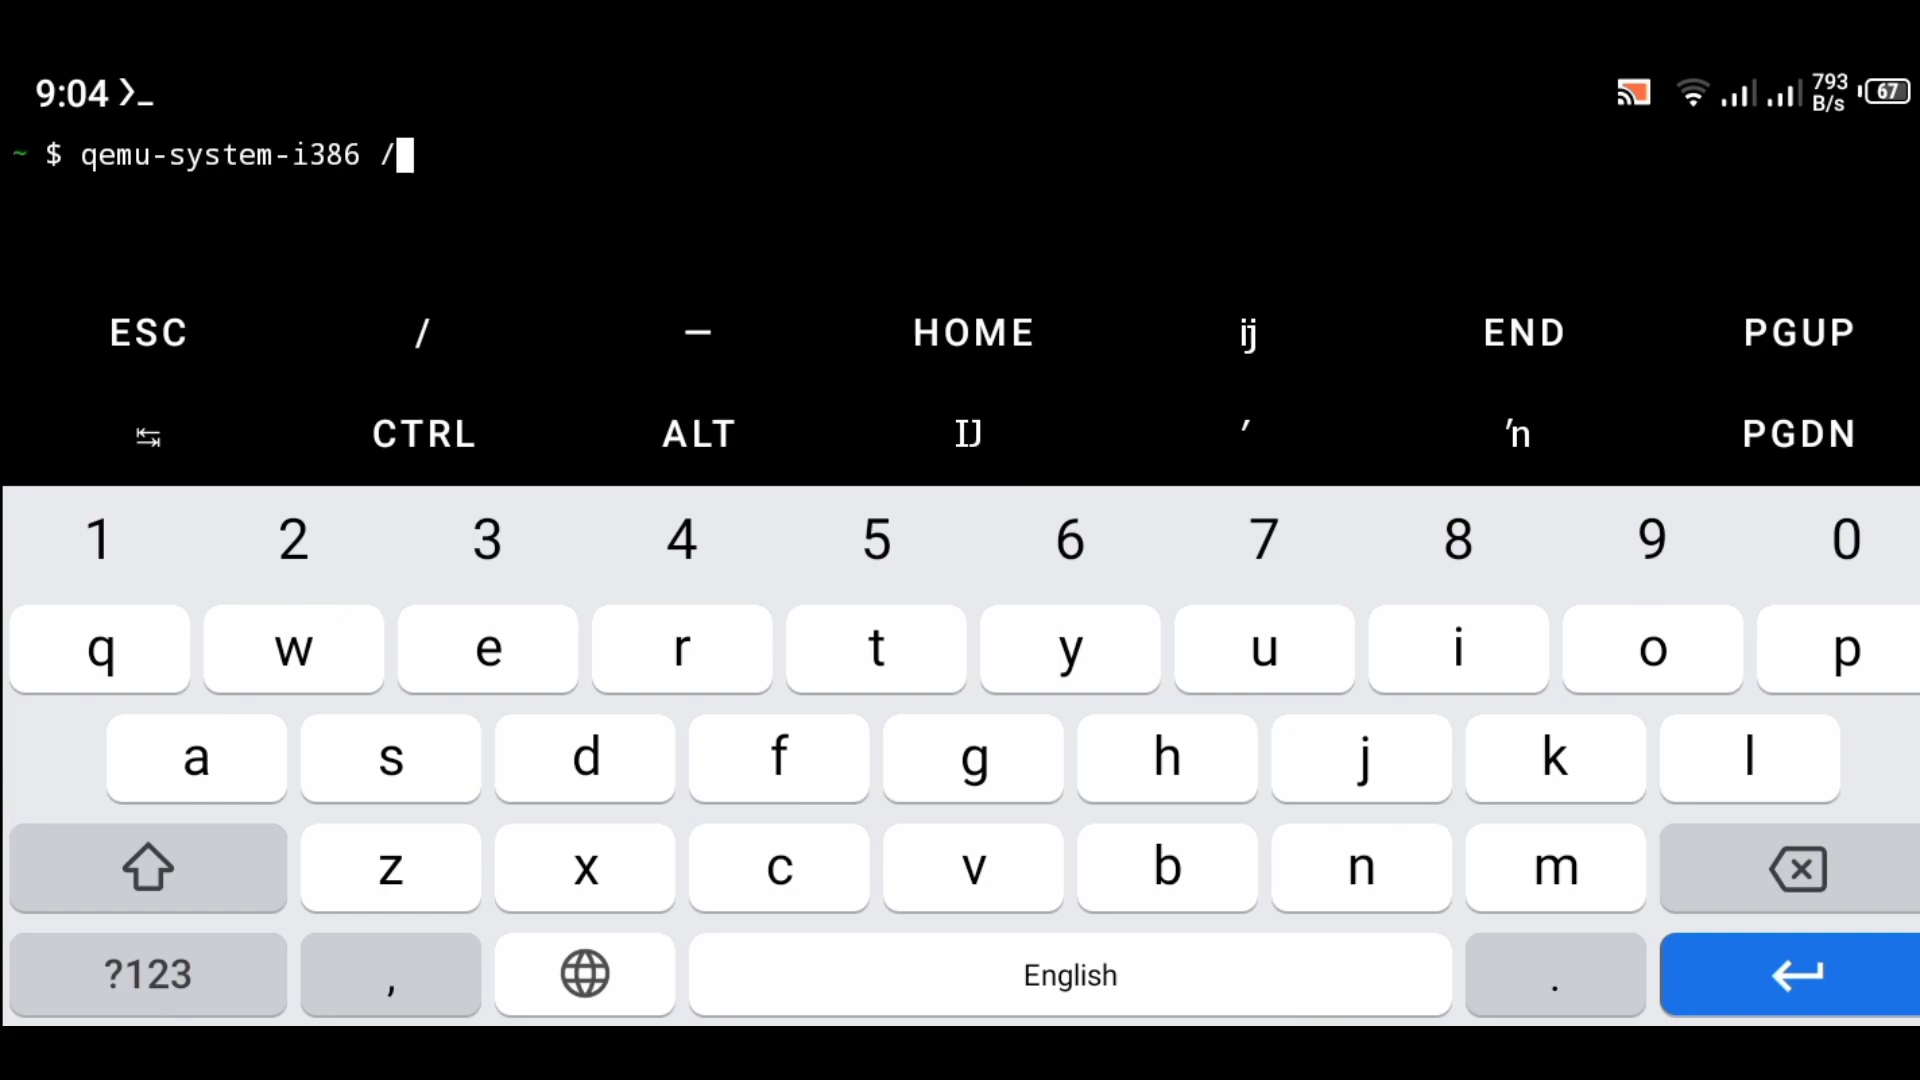 9:04
793
B/s
67
~ $ qemu-system-i386 /
ESC / — HOME ĳ END PGUP
↹ CTRL ALT Ĳ ʹ ŉ PGDN
1 2 3 4 5 6 7 8 9 0
q w e r t y u i o p
a s d f g h j k l
z x c v b n m
?123 , English .